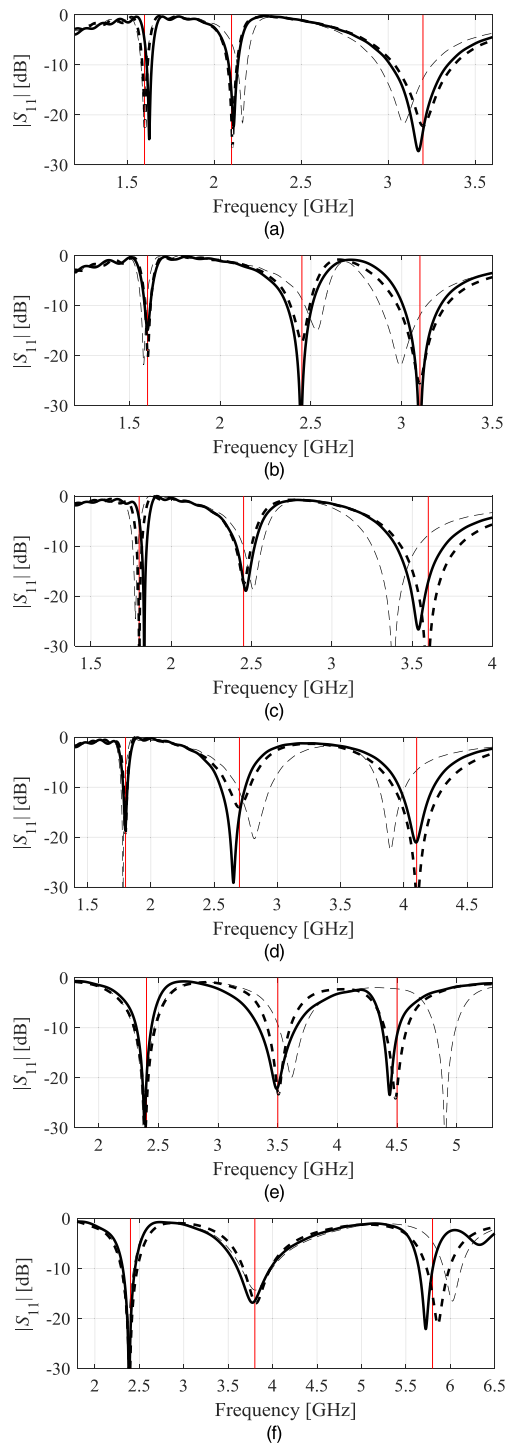 0
-10
-20
-30
|S11| [dB]
1.5 2 2.5 3 3.5
Frequency [GHz]
(a)
0
-10
-20
-30
|S11| [dB]
1.5 2 2.5 3 3.5
Frequency [GHz]
(b)
0
-10
-20
-30
|S11| [dB]
1.5 2 2.5 3 3.5 4
Frequency [GHz]
(c)
0
-10
-20
-30
|S11| [dB]
1.5 2 2.5 3 3.5 4 4.5
Frequency [GHz]
(d)
0
-10
-20
-30
|S11| [dB]
2 2.5 3 3.5 4 4.5 5
Frequency [GHz]
(e)
0
-10
-20
-30
|S11| [dB]
2 2.5 3 3.5 4 4.5 5 5.5 6 6.5
Frequency [GHz]
(f)